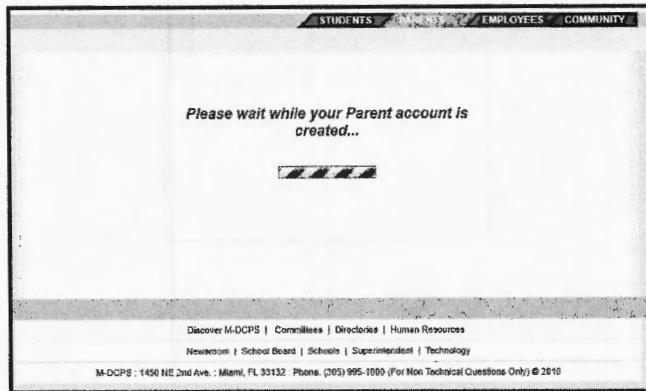 STUDENTS PARENTS EMPLOYEES COMMUNITY
Please wait while your Parent account is
created...
Discover M-DCPS | Committees | Directories | Human Resources
Newsroom | School Board | Schools | Superintendent | Technology
M-DCPS : 1450 NE 2nd Ave. : Miami, FL 33132 Phone. (305) 995-1000 (For Non Technical Questions Only) © 2010